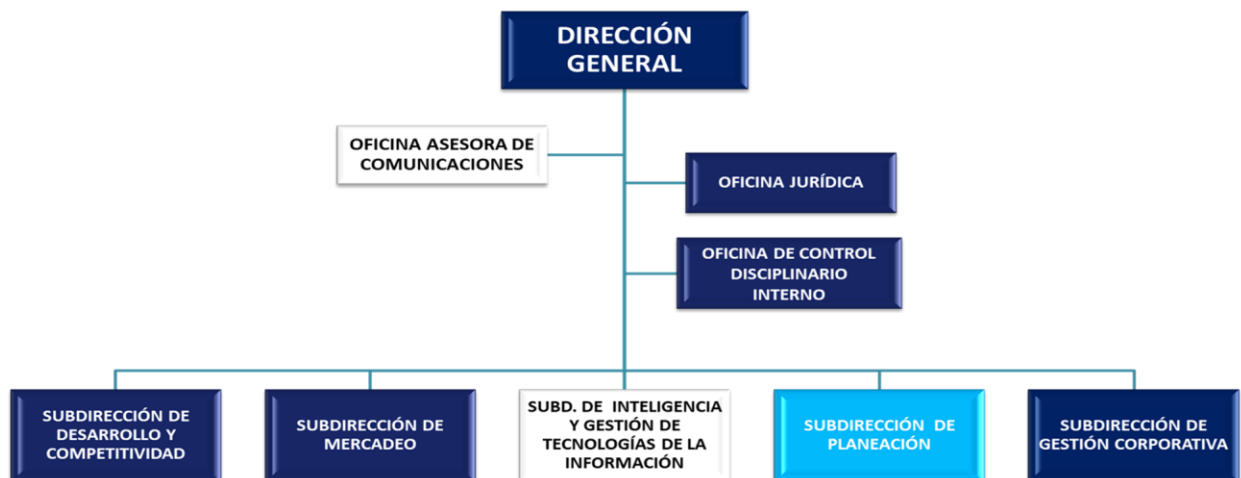 DIRECCIÓN
GENERAL
OFICINA ASESORA DE
COMUNICACIONES
OFICINA JURÍDICA
OFICINA DE CONTROL
DISCIPLINARIO
INTERNO
SUBDIRECCIÓN DE
DESARROLLO Y
COMPETITIVIDAD
SUBDIRECCIÓN DE
MERCADEO
SUBD. DE INTELIGENCIA
Y GESTIÓN DE
TECNOLOGÍAS DE LA
INFORMACIÓN
SUBDIRECCIÓN DE
PLANEACIÓN
SUBDIRECCIÓN DE
GESTIÓN CORPORATIVA